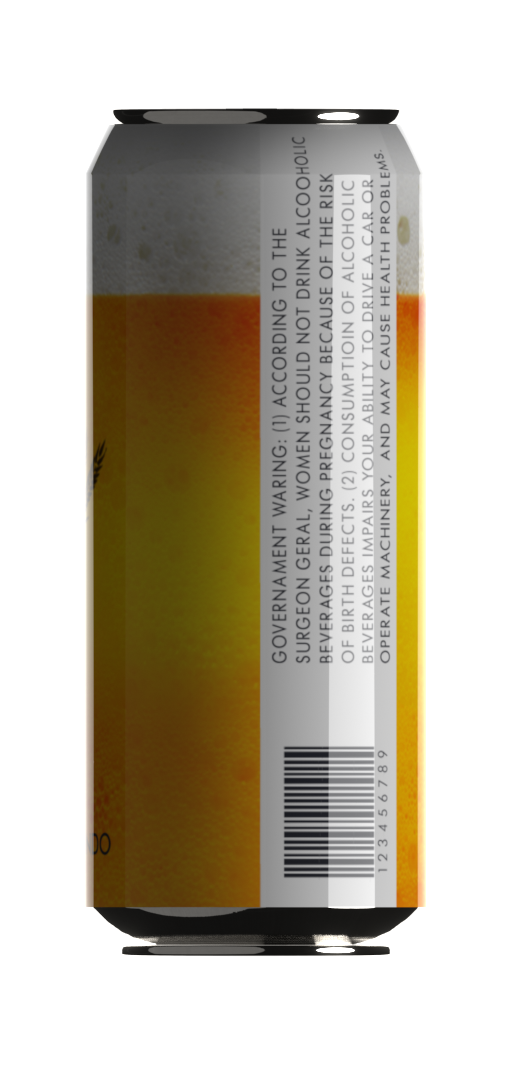 GOVERNAMENT WARING: (1) ACCORDING TO THE
SURGEON GERAL, WOMEN SHOULD NOT DRINK ALCOOHOLIC
BEVERAGES DURING PREGNANCY BECAUSE OF THE RISK
OF BIRTH DEFECTS. (2) CONSUMPTIOIN OF ALCOHOLIC
BEVERAGES IMPAIRS YOUR ABILITY TO DRIVE A CAR OR
OPERATE MACHINERY, AND MAY CAUSE HEALTH PROBLEMS.
123456789